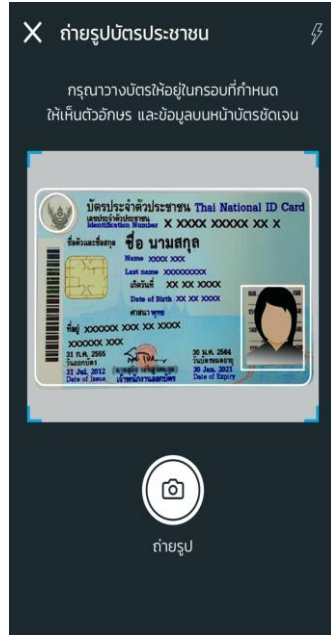 ถ่ายรูปบัตรประชาชน
กรุณาวางบัตรให้อยู่ในกรอบที่กำหนด
ให้เห็นตัวอักษร และข้อมูลบนหน้าบัตรชัดเจน
บัตรประจำตัวประชาชน Thai National ID Card
เลขประจำตัวประชาชน
Identification Number X XXXX XXXXX XX X
ชื่อตัวและชื่อสกุล ชื่อ นามสกุล
Name xxxx xxx
Last name xxxxxxxxxx
เกิดวันที่ XX XX XXXX
Date of Birth XX XX XXXX
ศาสนา พุทธ
ที่อยู่ xxxxxx xxx xx xxxx
xxxxxx xxx
31 ก.ค. 2555
วันออกบัตร
31 Jul. 2012
Date of Issue
เจ้าพนักงานออกบัตร
30 ม.ค. 2564
วันบัตรหมดอายุ
30 Jan. 2021
Date of Expiry
ถ่ายรูป